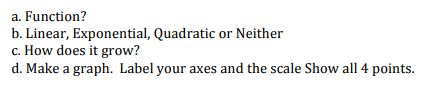 a. Function?
b. Linear, Exponential, Quadratic or Neither
c. How does it grow?
d. Make a graph.  Label your axes and the scale Show all 4 points.